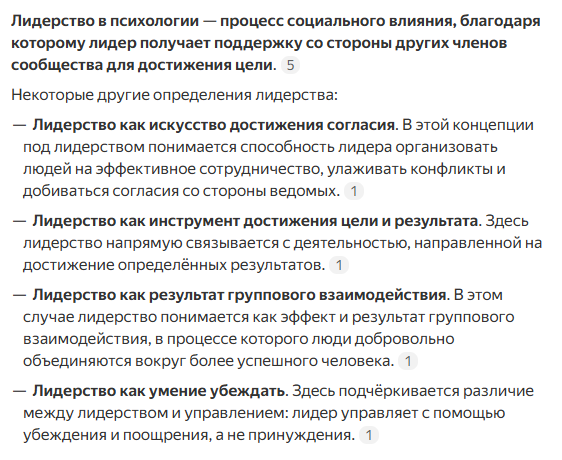 Лидерство в психологии — процесс социального влияния, благодаря
которому лидер получает поддержку со стороны других членов
сообщества для достижения цели. 5
Некоторые другие определения лидерства:
— Лидерство как искусство достижения согласия. В этой концепции
под лидерством понимается способность лидера организовать
людей на эффективное сотрудничество, улаживать конфликты и
добиваться согласия со стороны ведомых. 1
— Лидерство как инструмент достижения цели и результата. Здесь
лидерство напрямую связывается с деятельностью, направленной на
достижение определённых результатов. 1
— Лидерство как результат группового взаимодействия. В этом
случае лидерство понимается как эффект и результат группового
взаимодействия, в процессе которого люди добровольно
объединяются вокруг более успешного человека. 1
— Лидерство как умение убеждать. Здесь подчёркивается различие
между лидерством и управлением: лидер управляет с помощью
убеждения и поощрения, а не принуждения. 1